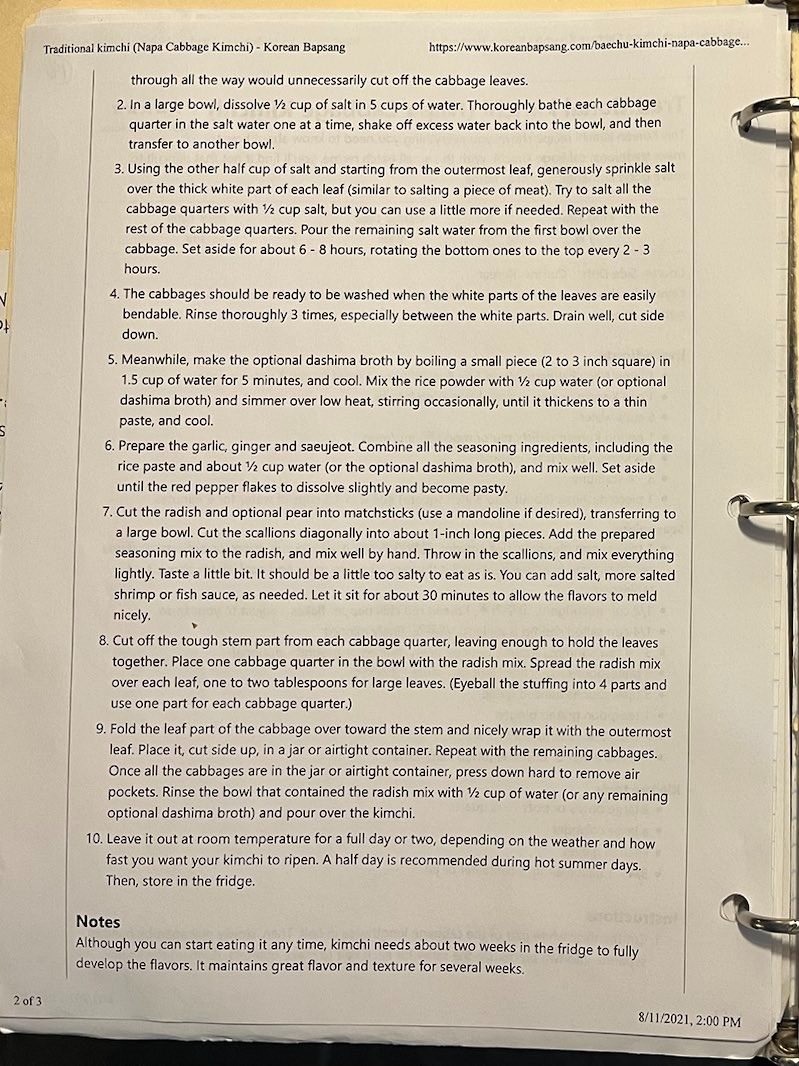 Traditional kimchi (Napa Cabbage Kimchi) - Korean Bapsang
https://www.koreanbapsang.com/baechu-kimchi-napa-cabbage...
through all the way would unnecessarily cut off the cabbage leaves.
2. In a large bowl, dissolve ½ cup of salt in 5 cups of water. Thoroughly bathe each cabbage
quarter in the salt water one at a time, shake off excess water back into the bowl, and then
transfer to another bowl.
3. Using the other half cup of salt and starting from the outermost leaf, generously sprinkle salt
over the thick white part of each leaf (similar to salting a piece of meat). Try to salt all the
cabbage quarters with ½ cup salt, but you can use a little more if needed. Repeat with the
rest of the cabbage quarters. Pour the remaining salt water from the first bowl over the
cabbage. Set aside for about 6 - 8 hours, rotating the bottom ones to the top every 2 - 3
hours.
4. The cabbages should be ready to be washed when the white parts of the leaves are easily
bendable. Rinse thoroughly 3 times, especially between the white parts. Drain well, cut side
down.
5. Meanwhile, make the optional dashima broth by boiling a small piece (2 to 3 inch square) in
1.5 cup of water for 5 minutes, and cool. Mix the rice powder with ½ cup water (or optional
dashima broth) and simmer over low heat, stirring occasionally, until it thickens to a thin
paste, and cool.
6. Prepare the garlic, ginger and saeujeot. Combine all the seasoning ingredients, including the
rice paste and about ½ cup water (or the optional dashima broth), and mix well. Set aside
until the red pepper flakes to dissolve slightly and become pasty.
7. Cut the radish and optional pear into matchsticks (use a mandoline if desired), transferring to
a large bowl. Cut the scallions diagonally into about 1-inch long pieces. Add the prepared
seasoning mix to the radish, and mix well by hand. Throw in the scallions, and mix everything
lightly. Taste a little bit. It should be a little too salty to eat as is. You can add salt, more salted
shrimp or fish sauce, as needed. Let it sit for about 30 minutes to allow the flavors to meld
nicely.
8. Cut off the tough stem part from each cabbage quarter, leaving enough to hold the leaves
together. Place one cabbage quarter in the bowl with the radish mix. Spread the radish mix
over each leaf, one to two tablespoons for large leaves. (Eyeball the stuffing into 4 parts and
use one part for each cabbage quarter.)
9. Fold the leaf part of the cabbage over toward the stem and nicely wrap it with the outermost
leaf. Place it, cut side up, in a jar or airtight container. Repeat with the remaining cabbages.
Once all the cabbages are in the jar or airtight container, press down hard to remove air
pockets. Rinse the bowl that contained the radish mix with ½ cup of water (or any remaining
optional dashima broth) and pour over the kimchi.
10. Leave it out at room temperature for a full day or two, depending on the weather and how
fast you want your kimchi to ripen. A half day is recommended during hot summer days.
Then, store in the fridge.
Notes
Although you can start eating it any time, kimchi needs about two weeks in the fridge to fully
develop the flavors. It maintains great flavor and texture for several weeks.
2 of 3
8/11/2021, 2:00 PM